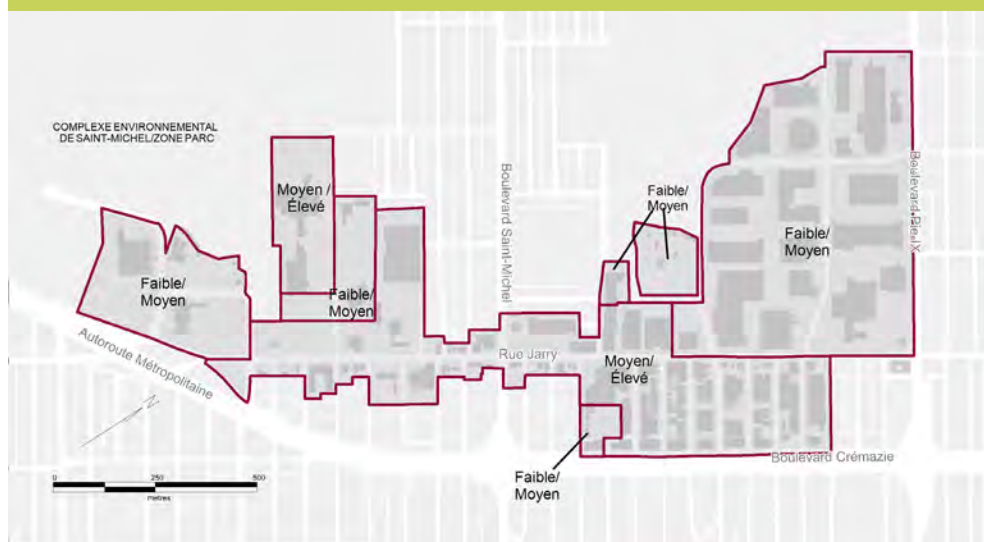 COMPLEXE ENVIRONNEMENTAL
DE SAINT-MICHEL/ZONE PARC
Moyen /
Élevé
Faible/
Moyen
Faible/
Moyen
Boulevard Saint-Michel
Faible/
Moyen
Faible/
Moyen
Boulevard Pie-IX
Autoroute Métropolitaine
Rue Jarry
Moyen/
Élevé
Faible/
Moyen
Boulevard Crémazie
N
0 250 500
mètres